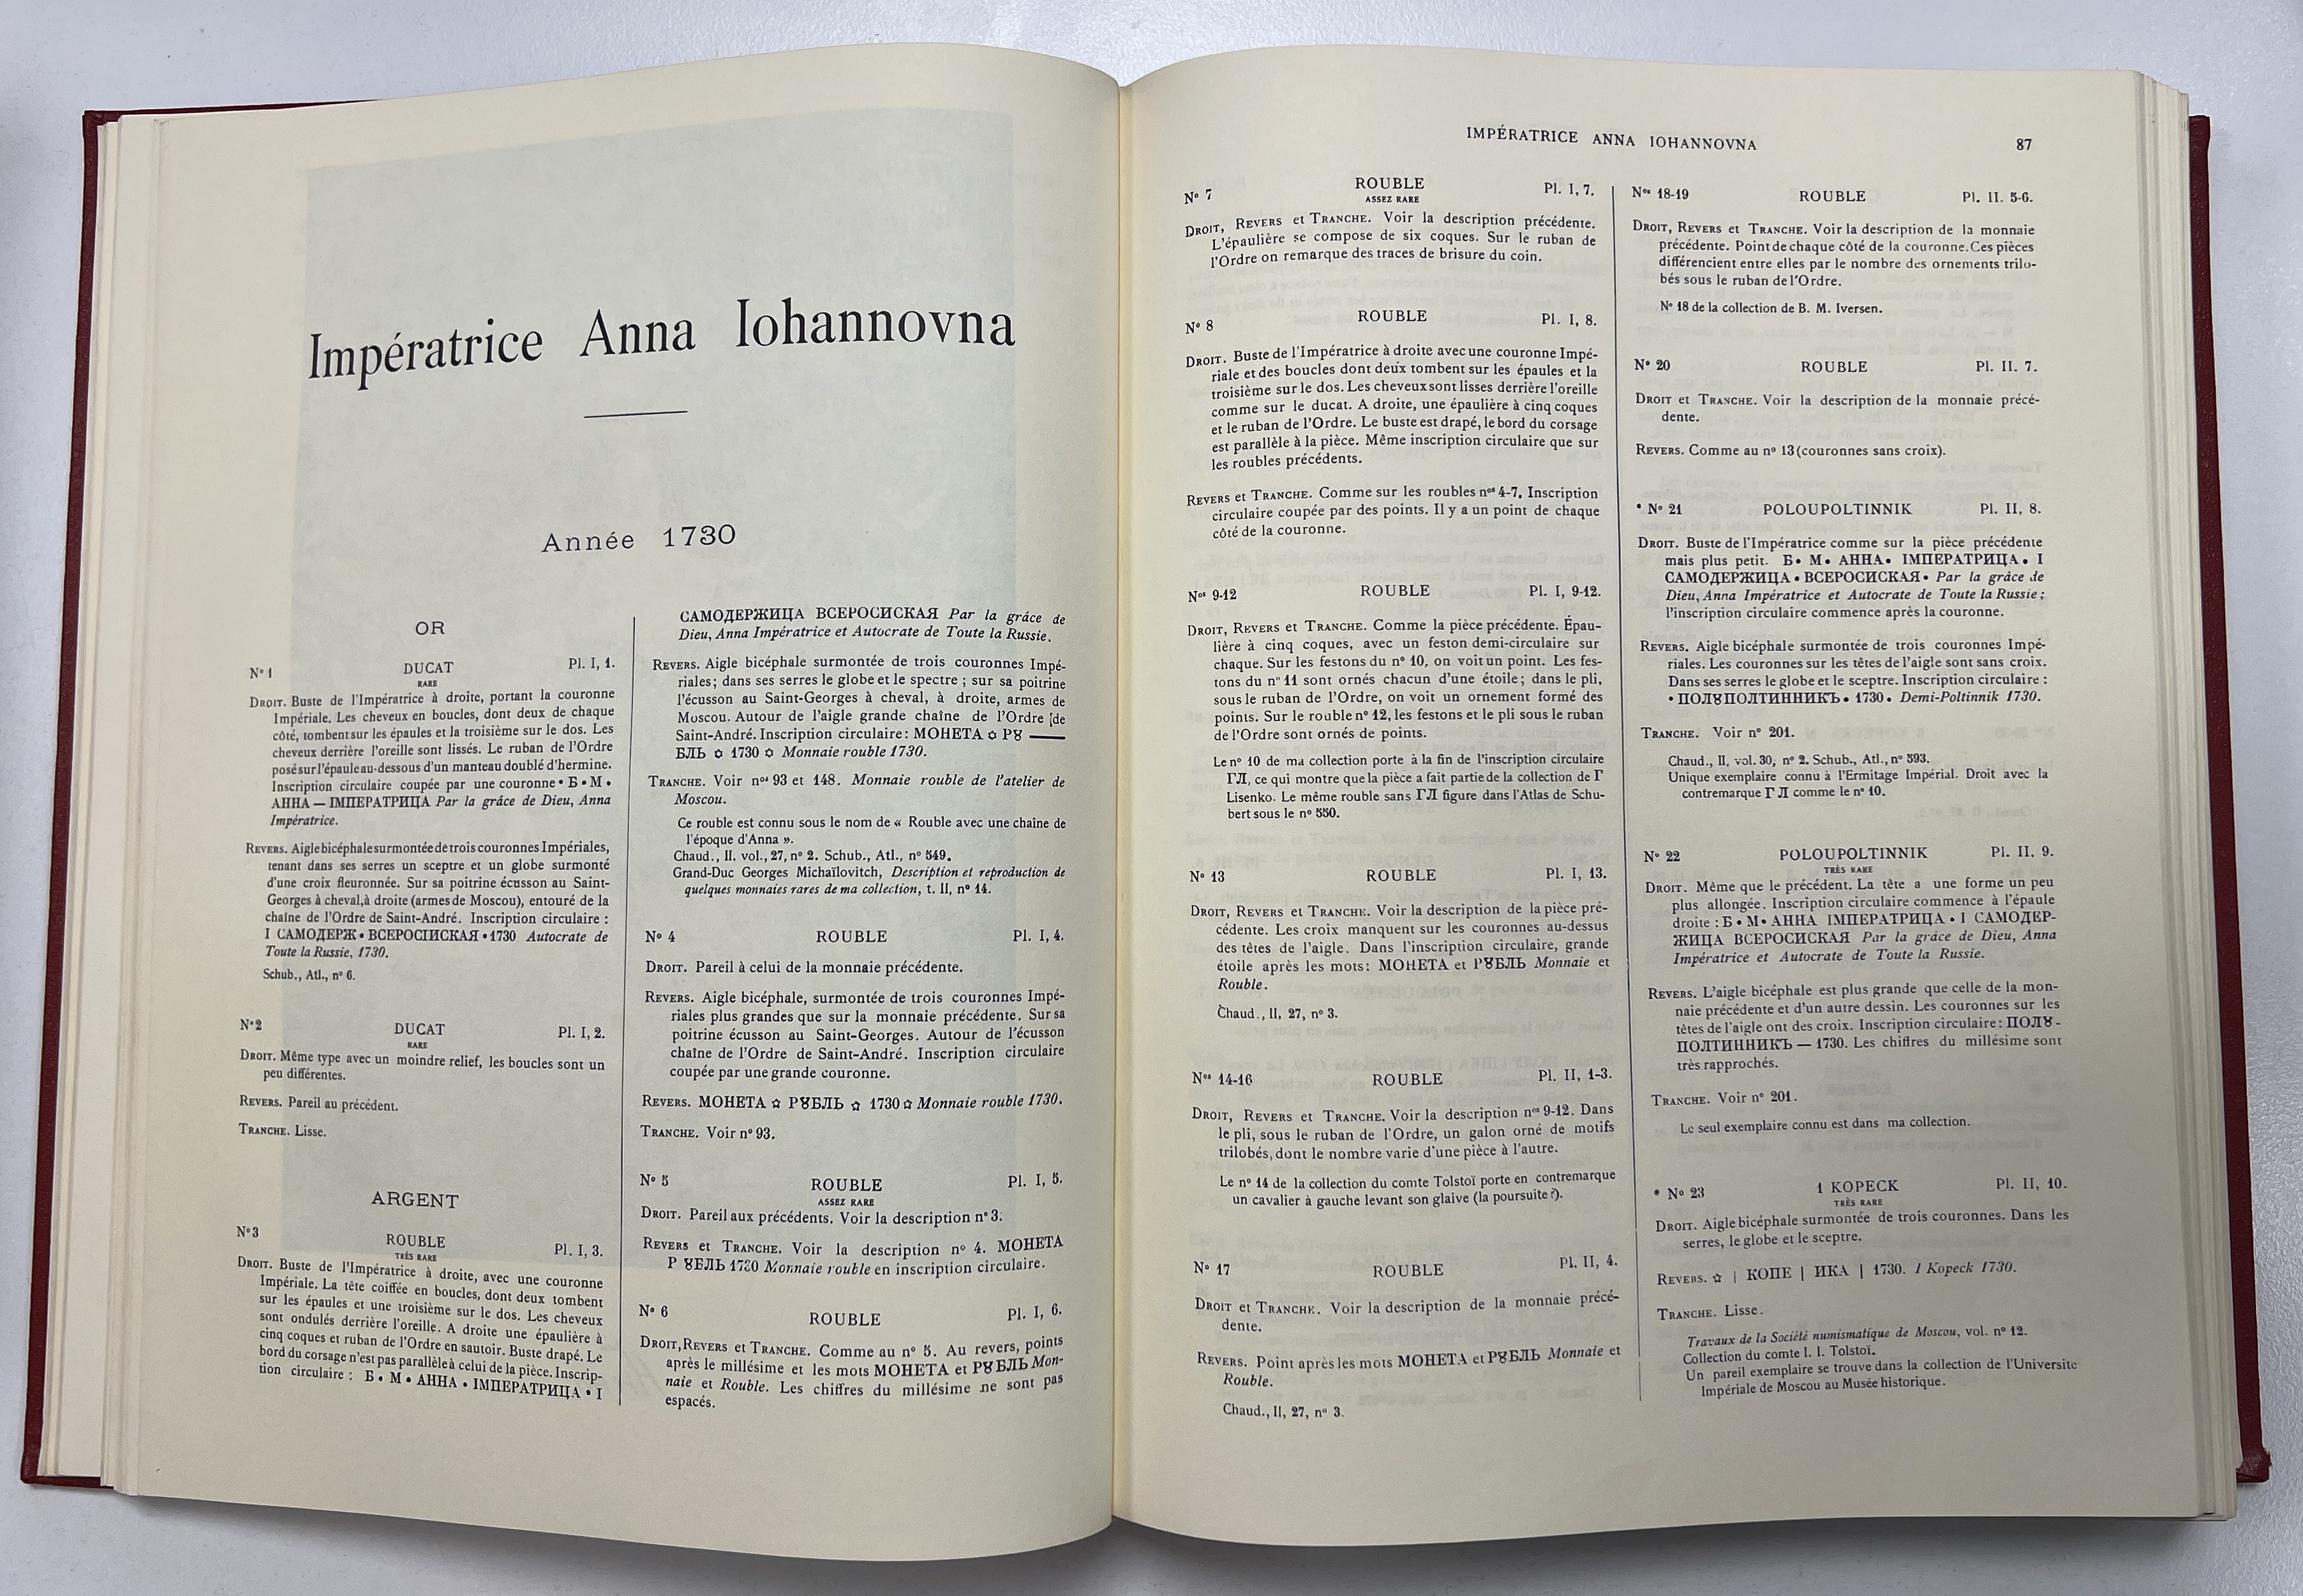 Impératrice Anna Iohannovna
Année 1730
OR
Nº 1 DUCAT Pl. I, 1.
RARE
DROIT. Buste de l'Impératrice à droite, portant la couronne
Impériale. Les cheveux en boucles, dont deux de chaque
côté, tombent sur les épaules et la troisième sur le dos. Les
cheveux derrière l'oreille sont lissés. Le ruban de l'Ordre
posé sur l'épaule au-dessous d'un manteau doublé d'hermine.
Inscription circulaire coupée par une couronne • Б • М •
АННА — IМПЕРАТРИЦА Par la grâce de Dieu, Anna
Impératrice.
REVERS. Aigle bicéphale surmontée de trois couronnes Impériales,
tenant dans ses serres un sceptre et un globe surmonté
d'une croix fleuronnée. Sur sa poitrine écusson au Saint-
Georges à cheval, à droite (armes de Moscou), entouré de la
chaîne de l'Ordre de Saint-André. Inscription circulaire :
I САМОДЕРЖ • ВСЕРОСIИСКАЯ • 1730 Autocrate de
Toute la Russie, 1730.
Schub., Atl., nº 6.
Nº 2 DUCAT Pl. I, 2.
RARE
DROIT. Même type avec un moindre relief, les boucles sont un
peu différentes.
REVERS. Pareil au précédent.
TRANCHE. Lisse.
ARGENT
Nº 3 ROUBLE Pl. I, 3.
TRÈS RARE
DROIT. Buste de l'Impératrice à droite, avec une couronne
Impériale. La tête coiffée en boucles, dont deux tombent
sur les épaules et une troisième sur le dos. Les cheveux
sont ondulés derrière l'oreille. A droite une épaulière à
cinq coques et ruban de l'Ordre en sautoir. Buste drapé. Le
bord du corsage n'est pas parallèle à celui de la pièce. Inscrip-
tion circulaire : Б • М • АННА • IМПЕРАТРИЦА • I
САМОДЕРЖИЦА ВСЕРОСИСКАЯ Par la grâce de
Dieu, Anna Impératrice et Autocrate de Toute la Russie.
REVERS. Aigle bicéphale surmontée de trois couronnes Impé-
riales; dans ses serres le globe et le spectre ; sur sa poitrine
l'écusson au Saint-Georges à cheval, à droite, armes de
Moscou. Autour de l'aigle grande chaîne de l'Ordre [de
Saint-André. Inscription circulaire : МОНЕТА ✩ РȢ —
БЛЬ ✩ 1730 ✩ Monnaie rouble 1730.
TRANCHE. Voir nos 93 et 148. Monnaie rouble de l'atelier de
Moscou.
Ce rouble est connu sous le nom de « Rouble avec une chaîne de
l'époque d'Anna ».
Chaud., II. vol., 27, nº 2. Schub., Atl., nº 549.
Grand-Duc Georges Michaïlovitch, Description et reproduction de
quelques monnaies rares de ma collection, t. II, nº 14.
Nº 4 ROUBLE Pl. I, 4.
DROIT. Pareil à celui de la monnaie précédente.
REVERS. Aigle bicéphale, surmontée de trois couronnes Impé-
riales plus grandes que sur la monnaie précédente. Sur sa
poitrine écusson au Saint-Georges. Autour de l'écusson
chaîne de l'Ordre de Saint-André. Inscription circulaire
coupée par une grande couronne.
REVERS. МОНЕТА ✩ РȢБЛЬ ✩ 1730 ✩ Monnaie rouble 1730.
TRANCHE. Voir nº 93.
Nº 5 ROUBLE Pl. I, 5.
ASSEZ RARE
DROIT. Pareil aux précédents. Voir la description nº 3.
REVERS et TRANCHE. Voir la description nº 4. МОНЕТА
Р ȢБЛЬ 1730 Monnaie rouble en inscription circulaire.
Nº 6 ROUBLE Pl. I, 6.
DROIT, REVERS et TRANCHE. Comme au nº 5. Au revers, points
après le millésime et les mots МОНЕТА et РȢБЛЬ Mon-
naie et Rouble. Les chiffres du millésime ne sont pas
espacés.
IMPÉRATRICE ANNA IOHANNOVNA 87
Nº 7 ROUBLE Pl. I, 7.
ASSEZ RARE
DROIT, REVERS et TRANCHE. Voir la description précédente.
L'épaulière se compose de six coques. Sur le ruban de
l'Ordre on remarque des traces de brisure du coin.
Nº 8 ROUBLE Pl. I, 8.
DROIT. Buste de l'Impératrice à droite avec une couronne Impé-
riale et des boucles dont deux tombent sur les épaules et la
troisième sur le dos. Les cheveux sont lisses derrière l'oreille
comme sur le ducat. A droite, une épaulière à cinq coques
et le ruban de l'Ordre. Le buste est drapé, le bord du corsage
est parallèle à la pièce. Même inscription circulaire que sur
les roubles précédents.
REVERS et TRANCHE. Comme sur les roubles nos 4-7. Inscription
circulaire coupée par des points. Il y a un point de chaque
côté de la couronne.
Nos 9-12 ROUBLE Pl. I, 9-12.
DROIT, REVERS et TRANCHE. Comme la pièce précédente. Épau-
lière à cinq coques, avec un feston demi-circulaire sur
chaque. Sur les festons du nº 10, on voit un point. Les fes-
tons du nº 11 sont ornés chacun d'une étoile ; dans le pli,
sous le ruban de l'Ordre, on voit un ornement formé des
points. Sur le rouble nº 12, les festons et le pli sous le ruban
de l'Ordre sont ornés de points.
Le nº 10 de ma collection porte à la fin de l'inscription circulaire
ГЛ, ce qui montre que la pièce a fait partie de la collection de Г
Lisenko. Le même rouble sans ГЛ figure dans l'Atlas de Schu-
bert sous le nº 550.
Nº 13 ROUBLE Pl. I, 13.
DROIT, REVERS et TRANCHE. Voir la description de la pièce pré-
cédente. Les croix manquent sur les couronnes au-dessus
des têtes de l'aigle. Dans l'inscription circulaire, grande
étoile après les mots: МОНЕТА et РȢБЛЬ Monnaie et
Rouble.
Chaud., II, 27, nº 3.
Nos 14-16 ROUBLE Pl. II, 1-3.
DROIT, REVERS et TRANCHE. Voir la description nos 9-12. Dans
le pli, sous le ruban de l'Ordre, un galon orné de motifs
trilobés, dont le nombre varie d'une pièce à l'autre.
Le nº 14 de la collection du comte Tolstoï porte en contremarque
un cavalier à gauche levant son glaive (la poursuite ?).
Nº 17 ROUBLE Pl. II, 4.
DROIT et TRANCHE. Voir la description de la monnaie précé-
dente.
REVERS. Point après les mots МОНЕТА et РȢБЛЬ Monnaie et
Rouble.
Chaud., II, 27, nº 3.
Nos 18-19 ROUBLE Pl. II. 5-6.
DROIT, REVERS et TRANCHE. Voir la description de la monnaie
précédente. Point de chaque côté de la couronne. Ces pièces
différencient entre elles par le nombre des ornements trilo-
bés sous le ruban de l'Ordre.
Nº 18 de la collection de B. M. Iversen.
Nº 20 ROUBLE Pl. II. 7.
DROIT et TRANCHE. Voir la description de la monnaie précé-
dente.
REVERS. Comme au nº 13 (couronnes sans croix).
* Nº 21 POLOUPOLTINNIK Pl. II, 8.
DROIT. Buste de l'Impératrice comme sur la pièce précédente
mais plus petit. Б • М • АННА • IМПЕРАТРИЦА • I
САМОДЕРЖИЦА • ВСЕРОСИСКАЯ • Par la grâce de
Dieu, Anna Impératrice et Autocrate de Toute la Russie ;
l'inscription circulaire commence après la couronne.
REVERS. Aigle bicéphale surmontée de trois couronnes Impé-
riales. Les couronnes sur les têtes de l'aigle sont sans croix.
Dans ses serres le globe et le sceptre. Inscription circulaire :
• ПОЛȢПОЛТИННИКЪ • 1730 • Demi-Poltinnik 1730.
TRANCHE. Voir nº 201.
Chaud., II, vol. 30, nº 2. Schub., Atl., nº 593.
Unique exemplaire connu à l'Ermitage Impérial. Droit avec la
contremarque Г Л comme le nº 10.
Nº 22 POLOUPOLTINNIK Pl. II, 9.
TRÈS RARE
DROIT. Même que le précédent. La tête a une forme un peu
plus allongée. Inscription circulaire commence à l'épaule
droite : Б • М • АННА IМПЕРАТРИЦА • I САМОДЕР-
ЖИЦА ВСЕРОСИСКАЯ Par la grâce de Dieu, Anna
Impératrice et Autocrate de Toute la Russie.
REVERS. L'aigle bicéphale est plus grande que celle de la mon-
naie précédente et d'un autre dessin. Les couronnes sur les
têtes de l'aigle ont des croix. Inscription circulaire : ПОЛȢ-
ПОЛТИННИКЪ — 1730. Les chiffres du millésime sont
très rapprochés.
TRANCHE. Voir nº 201.
Le seul exemplaire connu est dans ma collection.
* Nº 23 1 KOPECK Pl. II, 10.
TRÈS RARE
DROIT. Aigle bicéphale surmontée de trois couronnes. Dans les
serres, le globe et le sceptre.
REVERS. ✩ | КОПЕ | ИКА | 1730. 1 Kopeck 1730.
TRANCHE. Lisse.
Travaux de la Société numismatique de Moscou, vol. nº 12.
Collection du comte I. I. Tolstoï.
Un pareil exemplaire se trouve dans la collection de l'Universite
Impériale de Moscou au Musée historique.